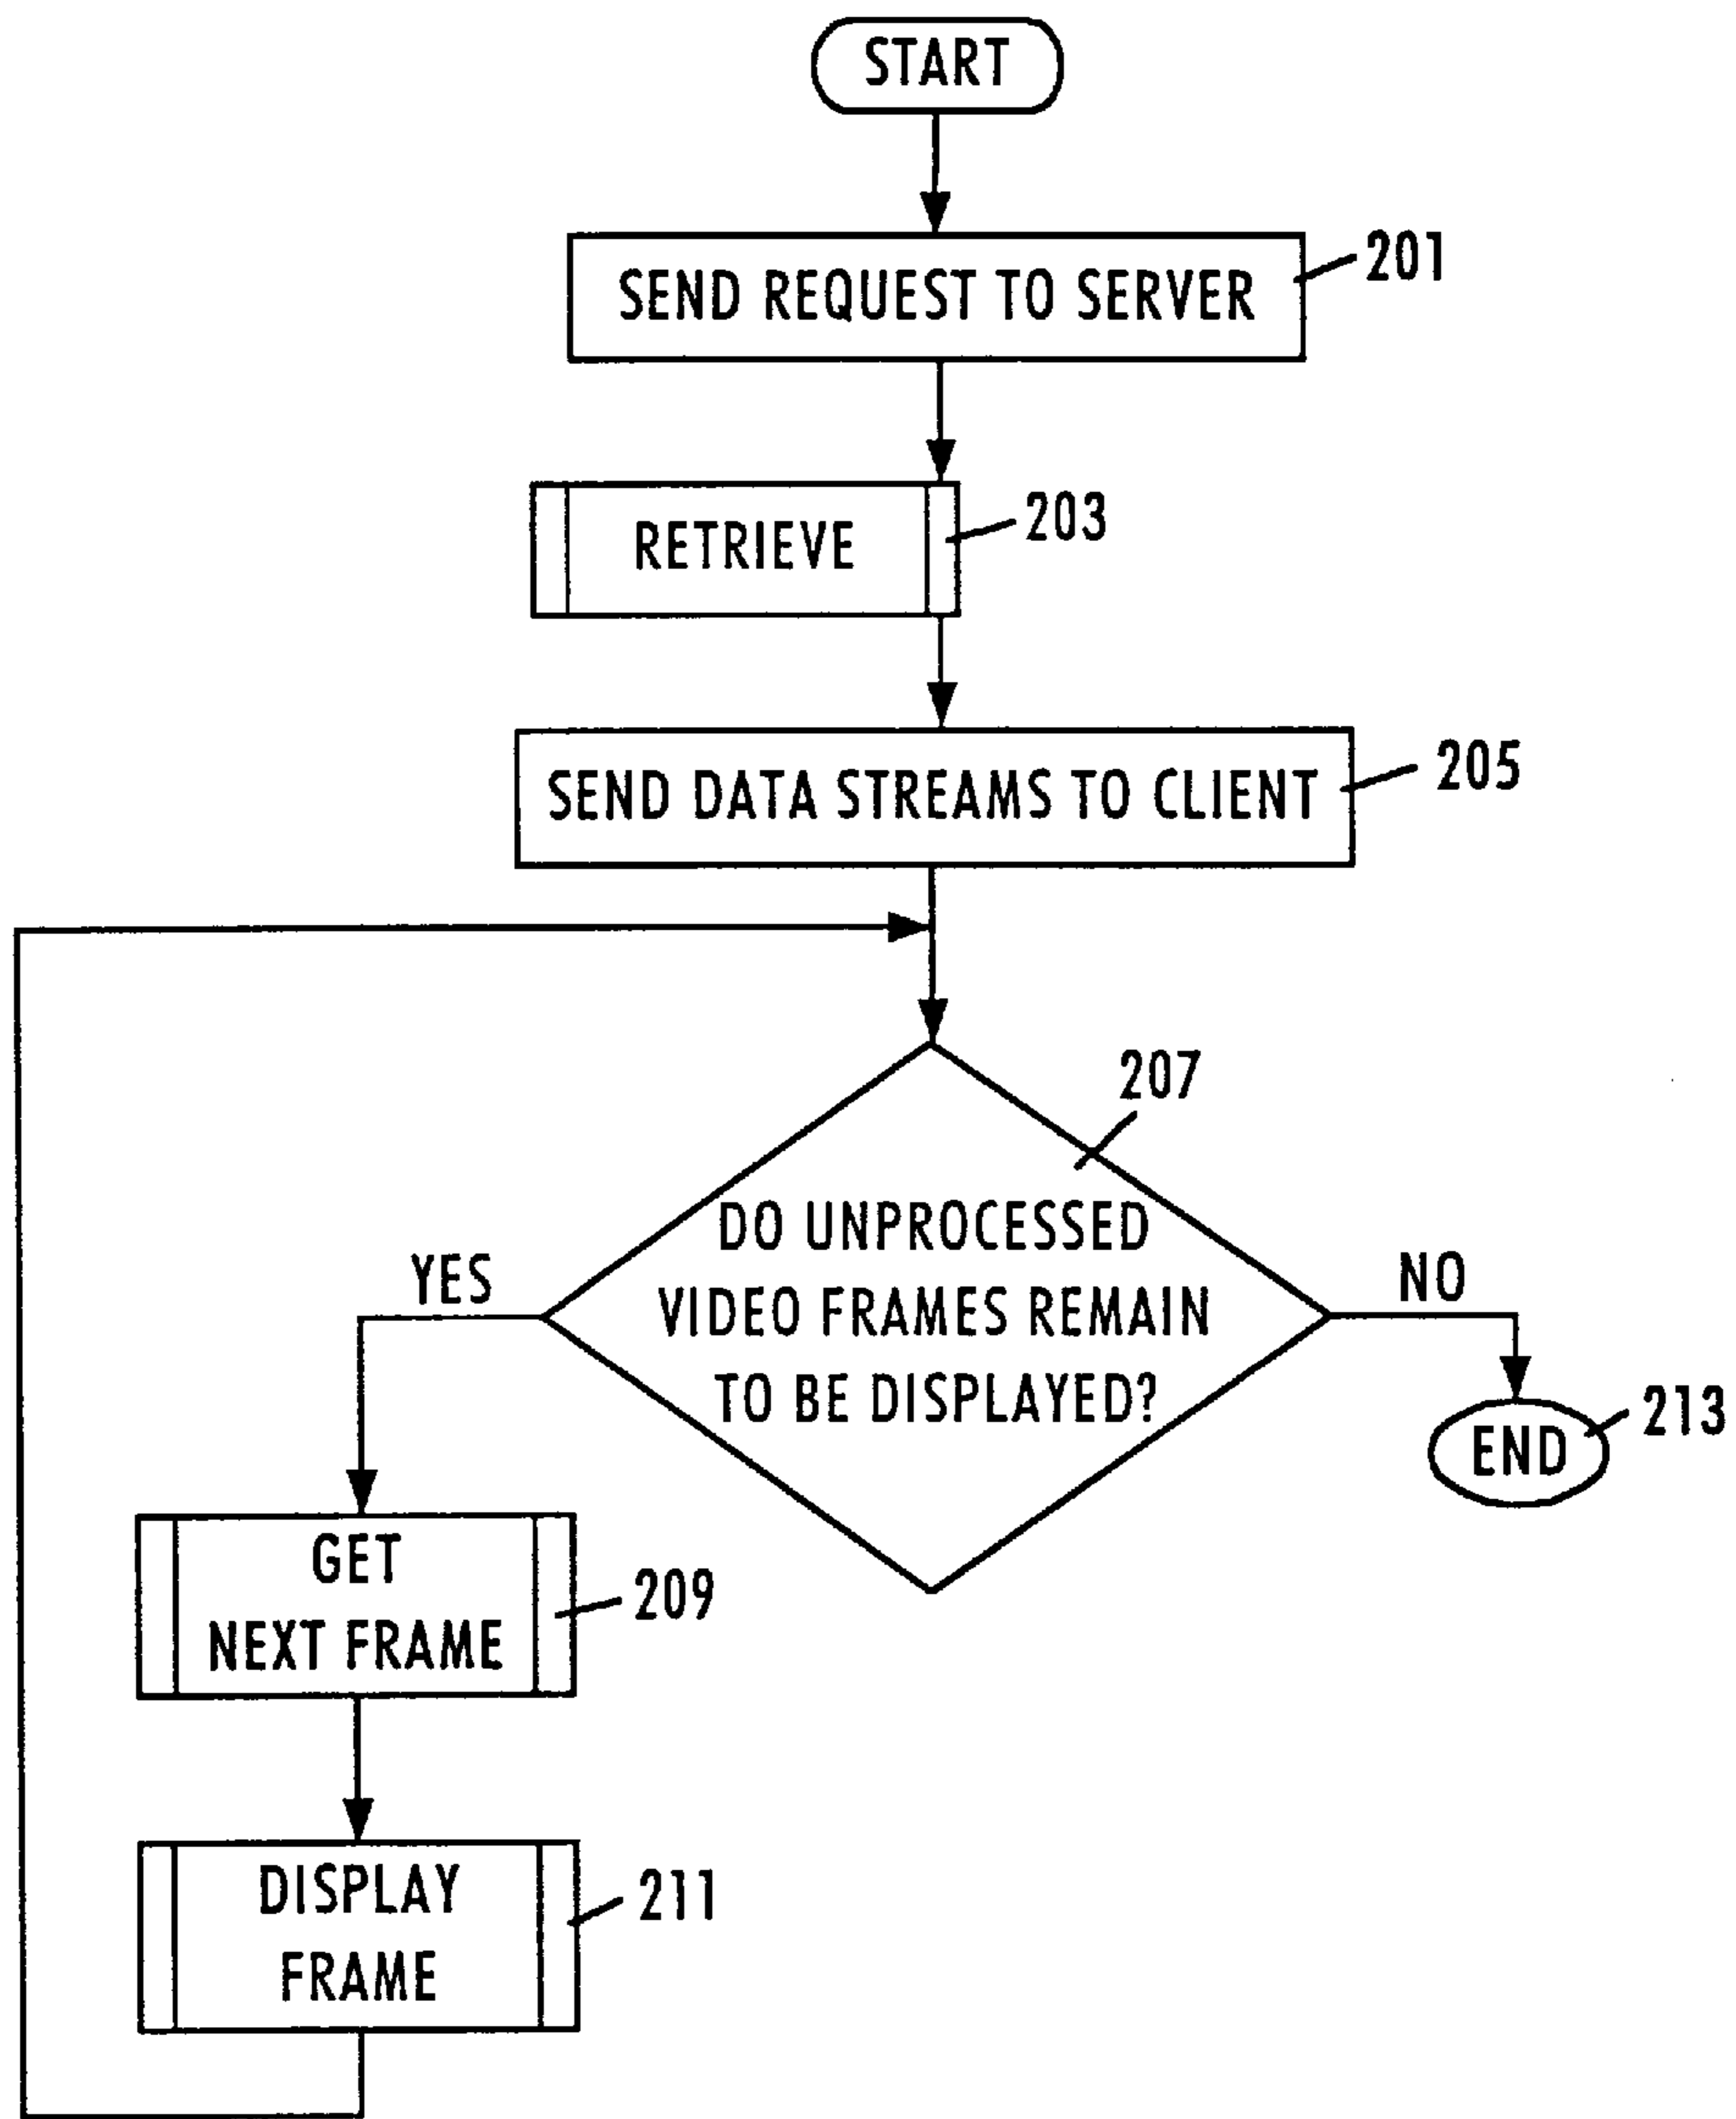 START
SEND REQUEST TO SERVER
201
RETRIEVE
203
SEND DATA STREAMS TO CLIENT
205
207
DO UNPROCESSED
VIDEO FRAMES REMAIN
TO BE DISPLAYED?
YES
NO
END
213
GET
NEXT FRAME
209
DISPLAY
FRAME
211